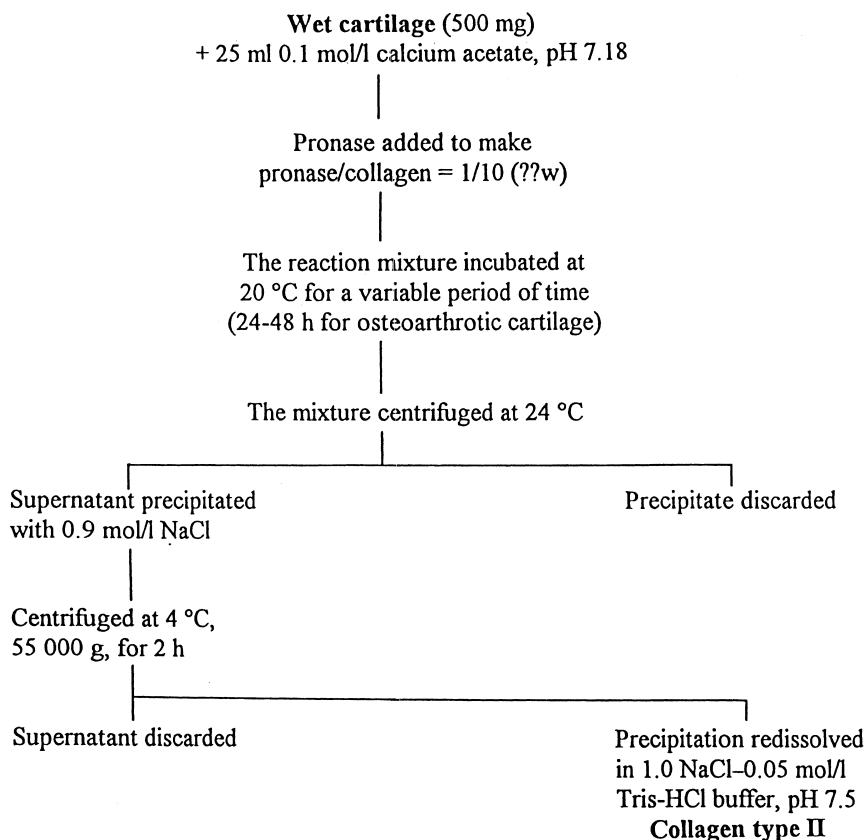 Wet cartilage (500 mg)
+ 25 ml 0.1 mol/l calcium acetate, pH 7.18
Pronase added to make
pronase/collagen = 1/10 (??w)
The reaction mixture incubated at
20 °C for a variable period of time
(24-48 h for osteoarthrotic cartilage)
The mixture centrifuged at 24 °C
Supernatant precipitated
with 0.9 mol/l NaCl
Precipitate discarded
Centrifuged at 4 °C,
55 000 g, for 2 h
Supernatant discarded
Precipitation redissolved
in 1.0 NaCl–0.05 mol/l
Tris-HCl buffer, pH 7.5
Collagen type II